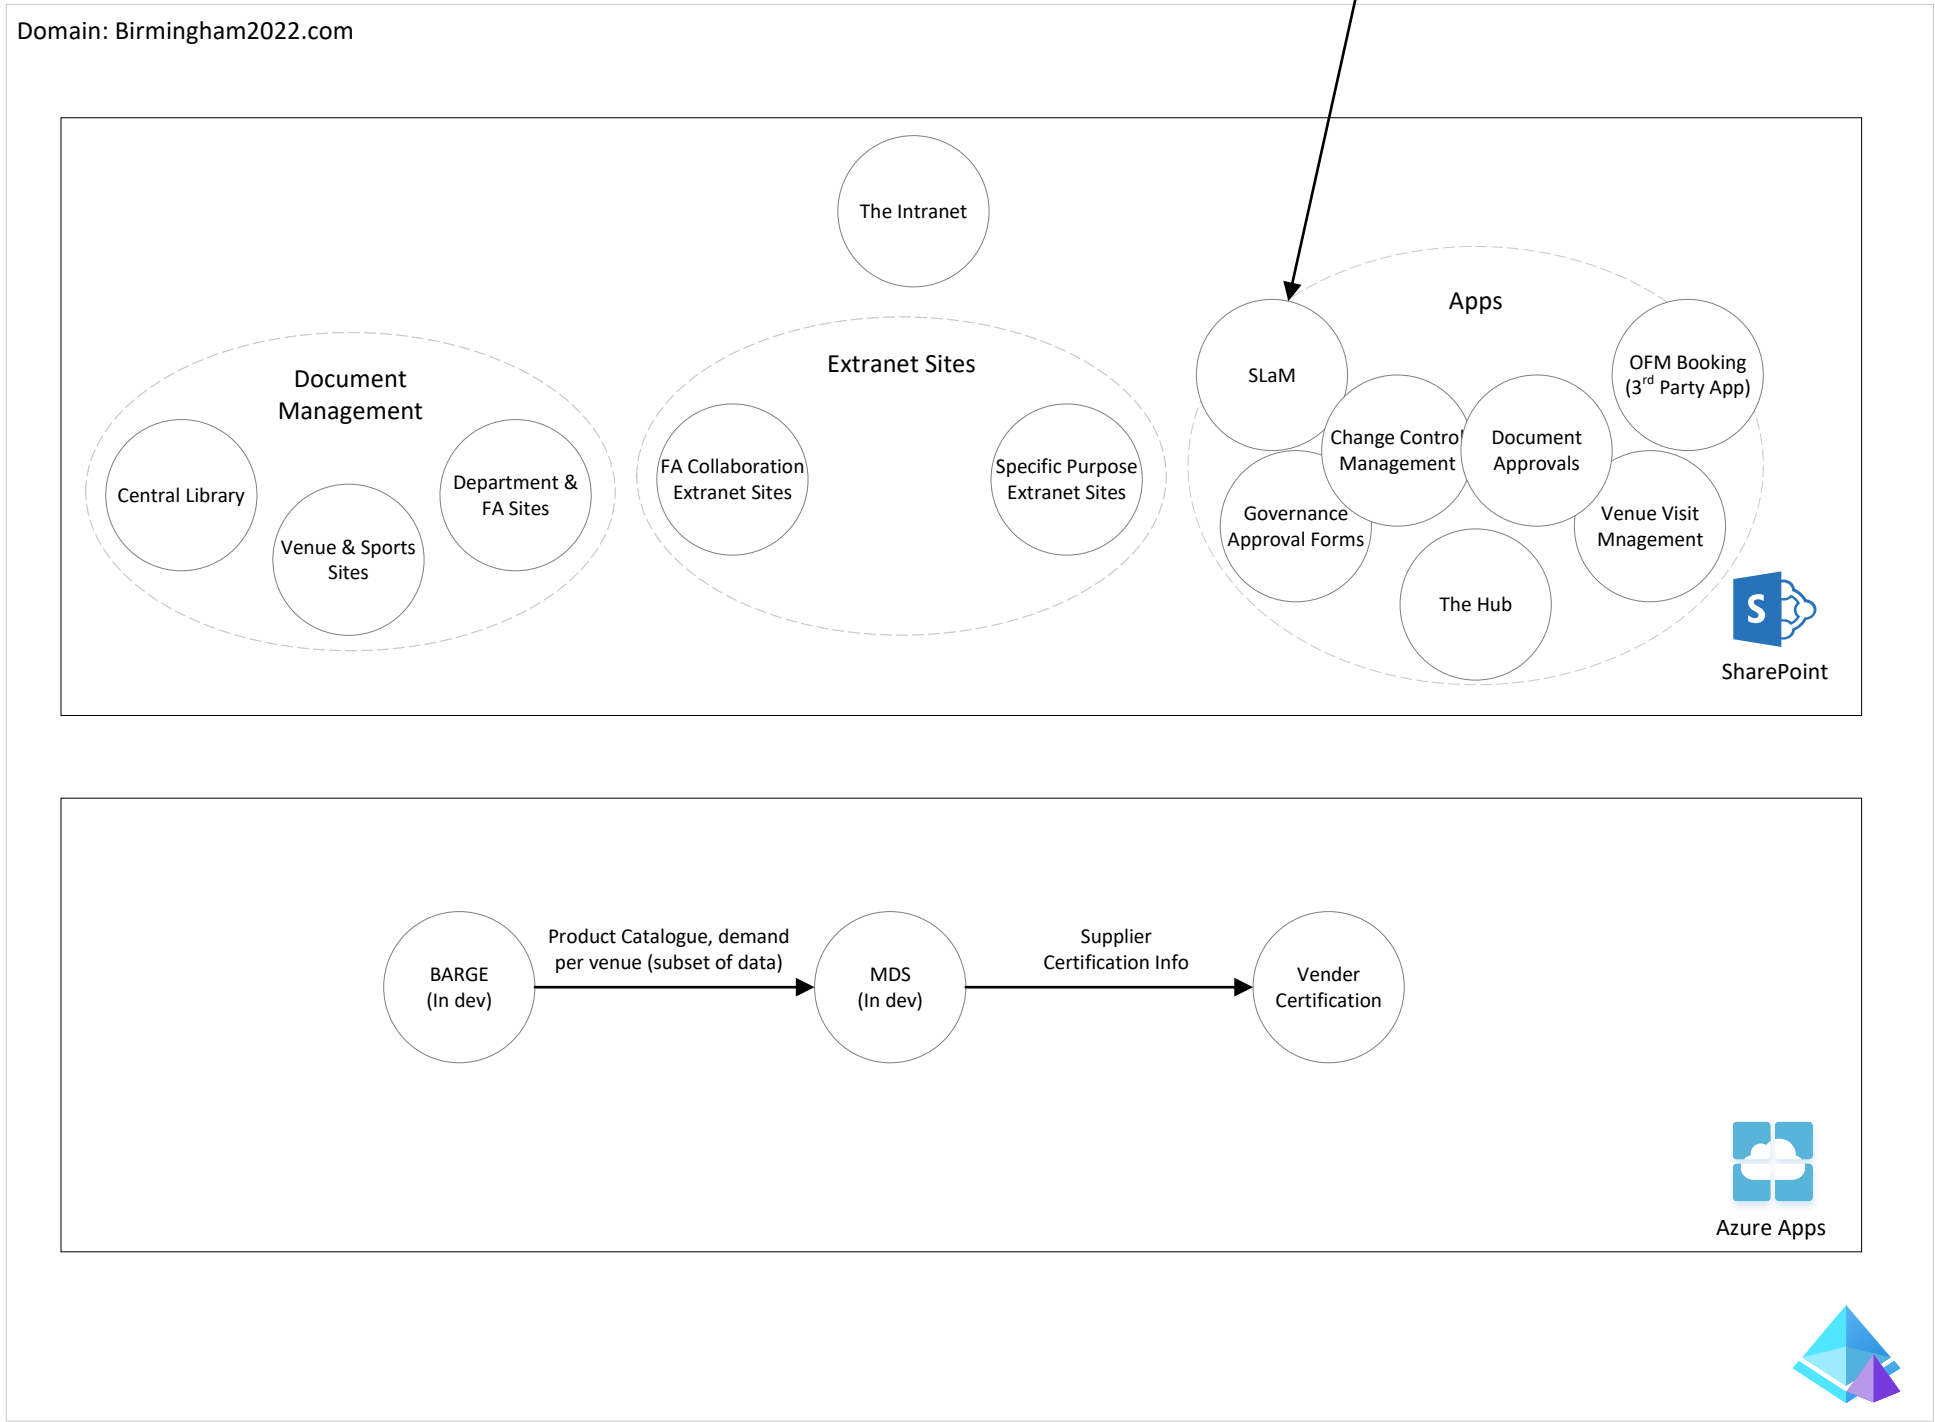 Domain: Birmingham2022.com
The Intranet
Document
Management
Central Library
Venue & Sports
Sites
Department &
FA Sites
Extranet Sites
FA Collaboration
Extranet Sites
Specific Purpose
Extranet Sites
Apps
SLaM
OFM Booking
(3rd Party App)
Change Control
Management
Document
Approvals
Governance
Approval Forms
Venue Visit
Mnagement
The Hub
S
SharePoint
BARGE
(In dev)
Product Catalogue, demand
per venue (subset of data)
MDS
(In dev)
Supplier
Certification Info
Vender
Certification
Azure Apps